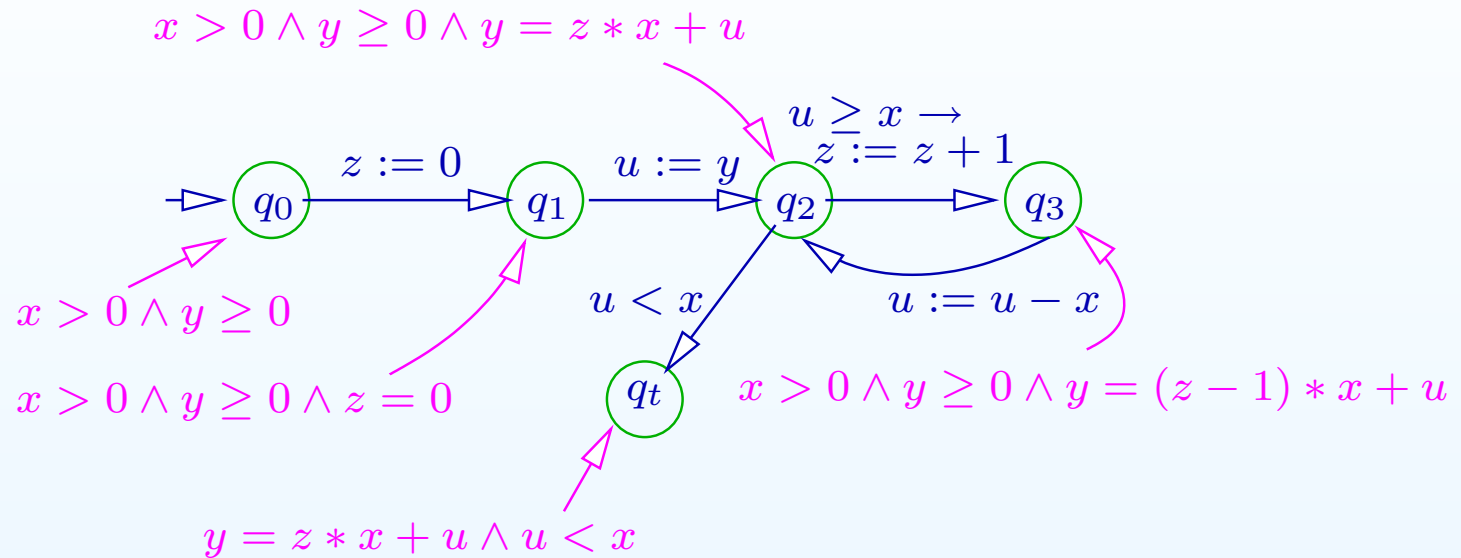 x > 0 ∧ y ≥ 0 ∧ y = z ∗ x + u
u ≥ x →
z := z + 1
z := 0
u := y
q₀
q₁
q₂
q₃
u < x
u := u − x
x > 0 ∧ y ≥ 0
x > 0 ∧ y ≥ 0 ∧ z = 0
qₜ
x > 0 ∧ y ≥ 0 ∧ y = (z − 1) ∗ x + u
y = z ∗ x + u ∧ u < x